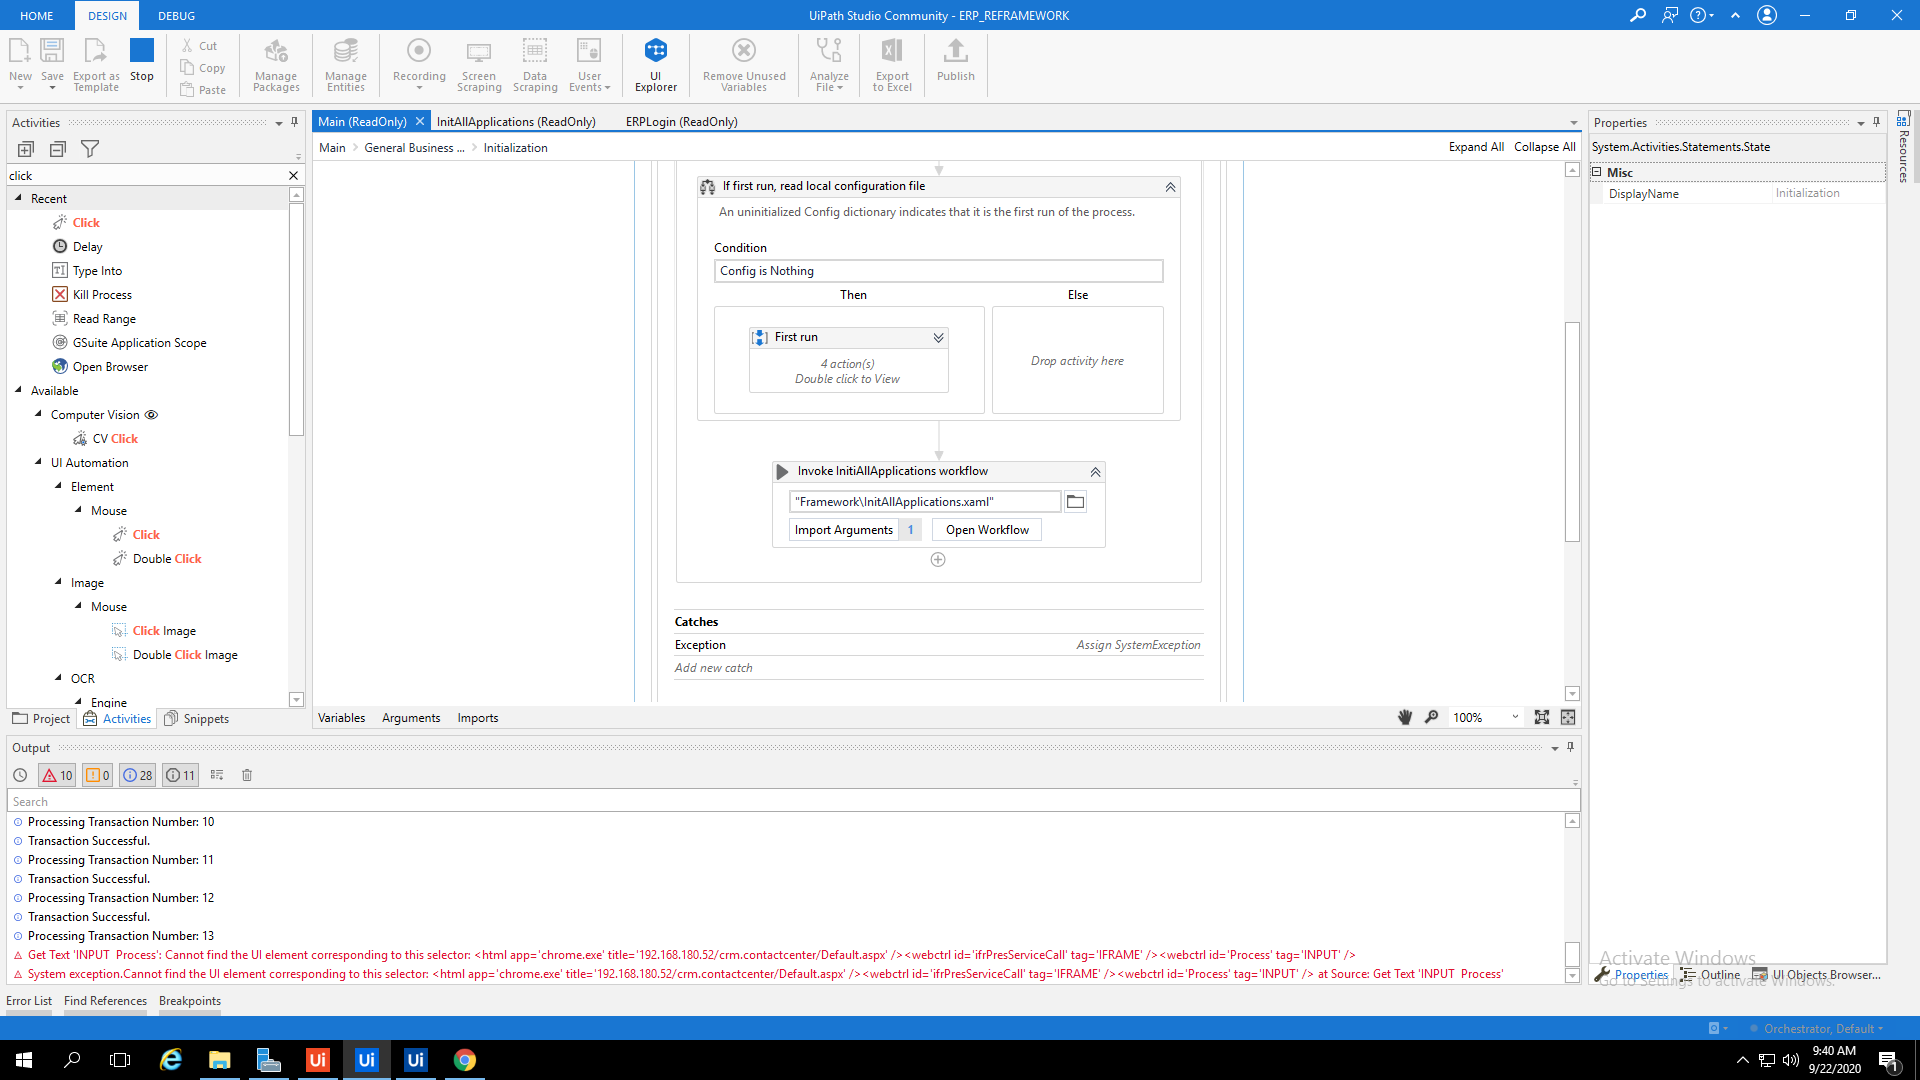 HOME DESIGN DEBUG UiPath Studio Community - ERP_REFRAMEWORK
New Save Export as Template Stop Cut Copy Paste Manage Packages Manage Entities Recording Screen Scraping Data Scraping User Events UI Explorer Remove Unused Variables Analyze File Export to Excel Publish
Activities
click
Recent
Click
Delay
Type Into
Kill Process
Read Range
GSuite Application Scope
Open Browser
Available
Computer Vision
CV Click
UI Automation
Element
Mouse
Click
Double Click
Image
Mouse
Click Image
Double Click Image
OCR
Engine
Project Activities Snippets
Main (ReadOnly) InitAllApplications (ReadOnly) ERPLogin (ReadOnly)
Main General Business ... Initialization Expand All Collapse All
If first run, read local configuration file
An uninitialized Config dictionary indicates that it is the first run of the process.
Condition
Config is Nothing
Then Else
First run
4 action(s)
Double click to View
Drop activity here
Invoke InitiAllApplications workflow
"Framework\InitAllApplications.xaml"
Import Arguments 1 Open Workflow
Catches
Exception Assign SystemException
Add new catch
Variables Arguments Imports 100%
Properties
System.Activities.Statements.State
Misc
DisplayName Initialization
Resources
Output
10 0 28 11
Search
Processing Transaction Number: 10
Transaction Successful.
Processing Transaction Number: 11
Transaction Successful.
Processing Transaction Number: 12
Transaction Successful.
Processing Transaction Number: 13
Get Text 'INPUT  Process': Cannot find the UI element corresponding to this selector: <html app='chrome.exe' title='192.168.180.52/crm.contactcenter/Default.aspx' /><webctrl id='ifrPresServiceCall' tag='IFRAME' /><webctrl id='Process' tag='INPUT' />
System exception.Cannot find the UI element corresponding to this selector: <html app='chrome.exe' title='192.168.180.52/crm.contactcenter/Default.aspx' /><webctrl id='ifrPresServiceCall' tag='IFRAME' /><webctrl id='Process' tag='INPUT' /> at Source: Get Text 'INPUT  Process'
Activate Windows
Go to Settings to activate Windows.
Properties Outline UI Objects Browser...
Error List Find References Breakpoints
Orchestrator, Default
Ui Ui Ui
9:40 AM
9/22/2020
1